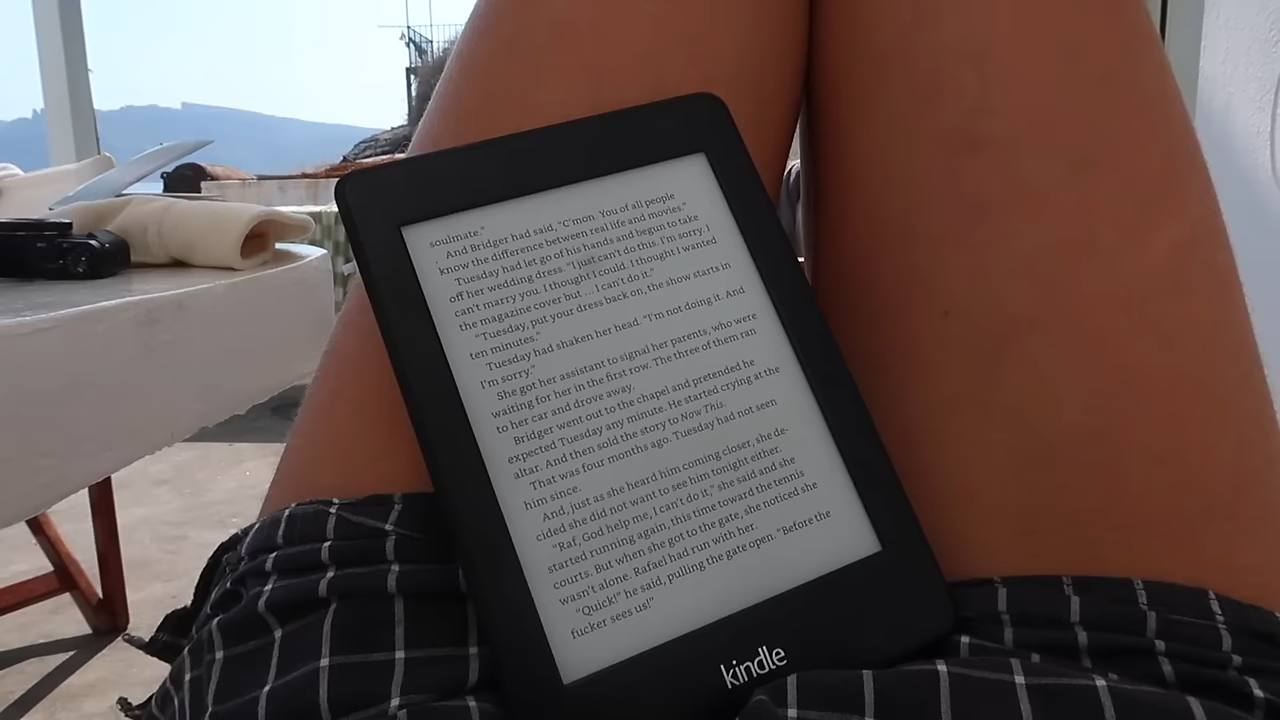 soulmate."
And Bridger had said, "C'mon. You of all people
know the difference between real life and movies."
Tuesday had let go of his hands and begun to take
off her wedding dress. "I just can't do this. I'm sorry. I
can't marry you. I thought I could. I thought I wanted
the magazine cover but ... I can't do it."
"Tuesday, put your dress back on, the show starts in
ten minutes."
Tuesday had shaken her head. "I'm not doing it. And
I'm sorry."
She got her assistant to signal her parents, who were
waiting for her in the first row. The three of them ran
to her car and drove away.
Bridger went out to the chapel and pretended he
expected Tuesday any minute. He started crying at the
altar. And then sold the story to Now This.
That was four months ago. Tuesday had not seen
him since.
And, just as she heard him coming closer, she de-
cided she did not want to see him tonight either.
"Raf, God help me, I can't do it," she said and she
started running again, this time toward the tennis
courts. But when she got to the gate, she noticed she
wasn't alone. Rafael had run with her.
"Quick!" he said, pulling the gate open. "Before the
fucker sees us!"
kindle